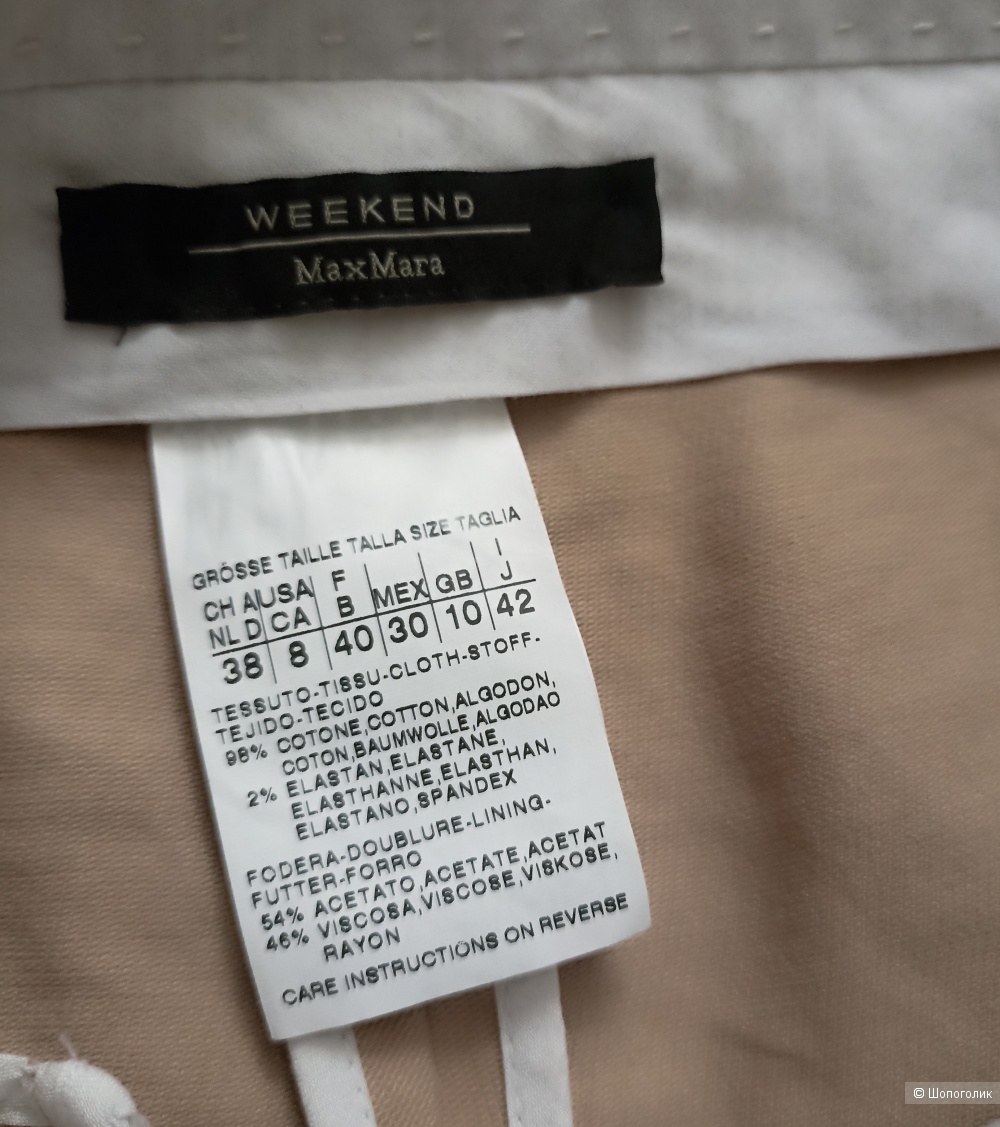 WEEKEND
MaxMara
GRÖSSE TAILLE TALLA SIZE TAGLIA
CH A USA F MEX GB I
NL D CA B J
38 8 40 30 10 42
TESSUTO-TISSU-CLOTH-STOFF-
TEJIDO-TECIDO
98% COTONE,COTTON,ALGODON,
COTON,BAUMWOLLE,ALGODAO
2% ELASTAN,ELASTANE,
ELASTHANNE,ELASTHAN,
ELASTANO,SPANDEX
FODERA-DOUBLURE-LINING-
FUTTER-FORRO
54% ACETATO,ACETATE,ACETAT
46% VISCOSA,VISCOSE,VISKOSE,
RAYON
CARE INSTRUCTIONS ON REVERSE
© Шопоголик